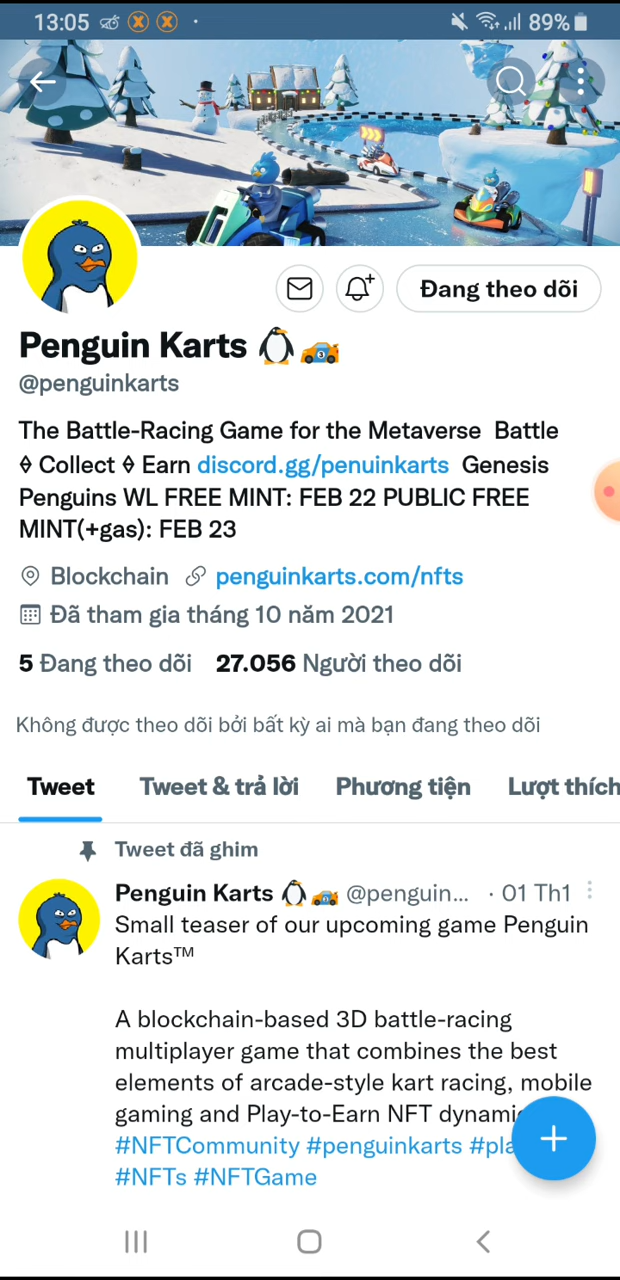 13:05 89%
Đang theo dõi
Penguin Karts
@penguinkarts
The Battle-Racing Game for the Metaverse Battle
◊ Collect ◊ Earn discord.gg/penuinkarts Genesis
Penguins WL FREE MINT: FEB 22 PUBLIC FREE
MINT(+gas): FEB 23
Blockchain penguinkarts.com/nfts
Đã tham gia tháng 10 năm 2021
5 Đang theo dõi 27.056 Người theo dõi
Không được theo dõi bởi bất kỳ ai mà bạn đang theo dõi
Tweet Tweet & trả lời Phương tiện Lượt thích
Tweet đã ghim
Penguin Karts @penguin... · 01 Th1
Small teaser of our upcoming game Penguin
Karts™
A blockchain-based 3D battle-racing
multiplayer game that combines the best
elements of arcade-style kart racing, mobile
gaming and Play-to-Earn NFT
#NFTCommunity #penguinkarts
#NFTs #NFTGame